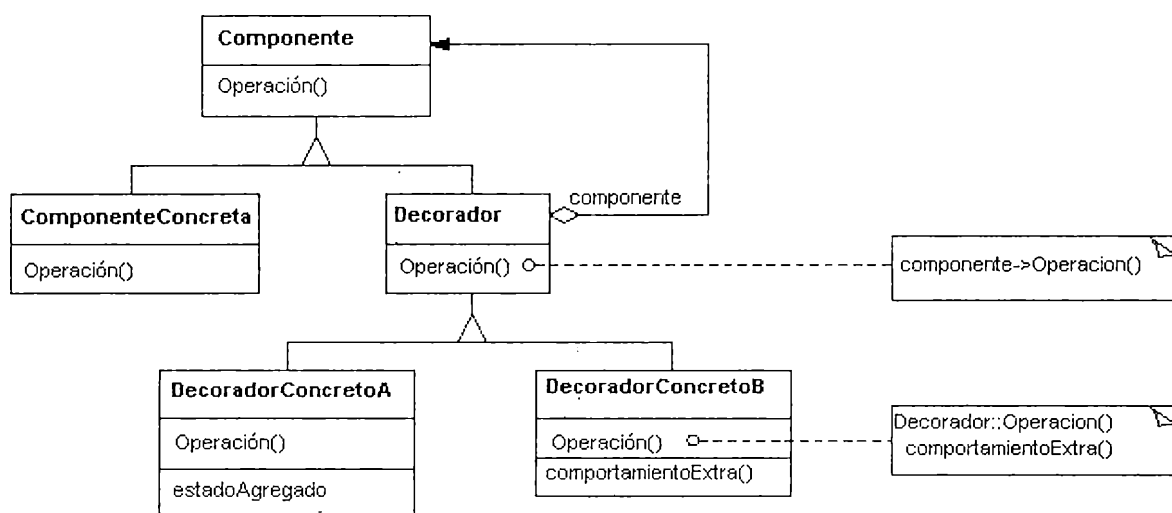 Componente
Operación()
componente
ComponenteConcreta
Operación()
Decorador
Operación()
componente->Operacion()
DecoradorConcretoA
Operación()
estadoAgregado
DecoradorConcretoB
Operación()
comportamientoExtra()
Decorador::Operacion()
comportamientoExtra()